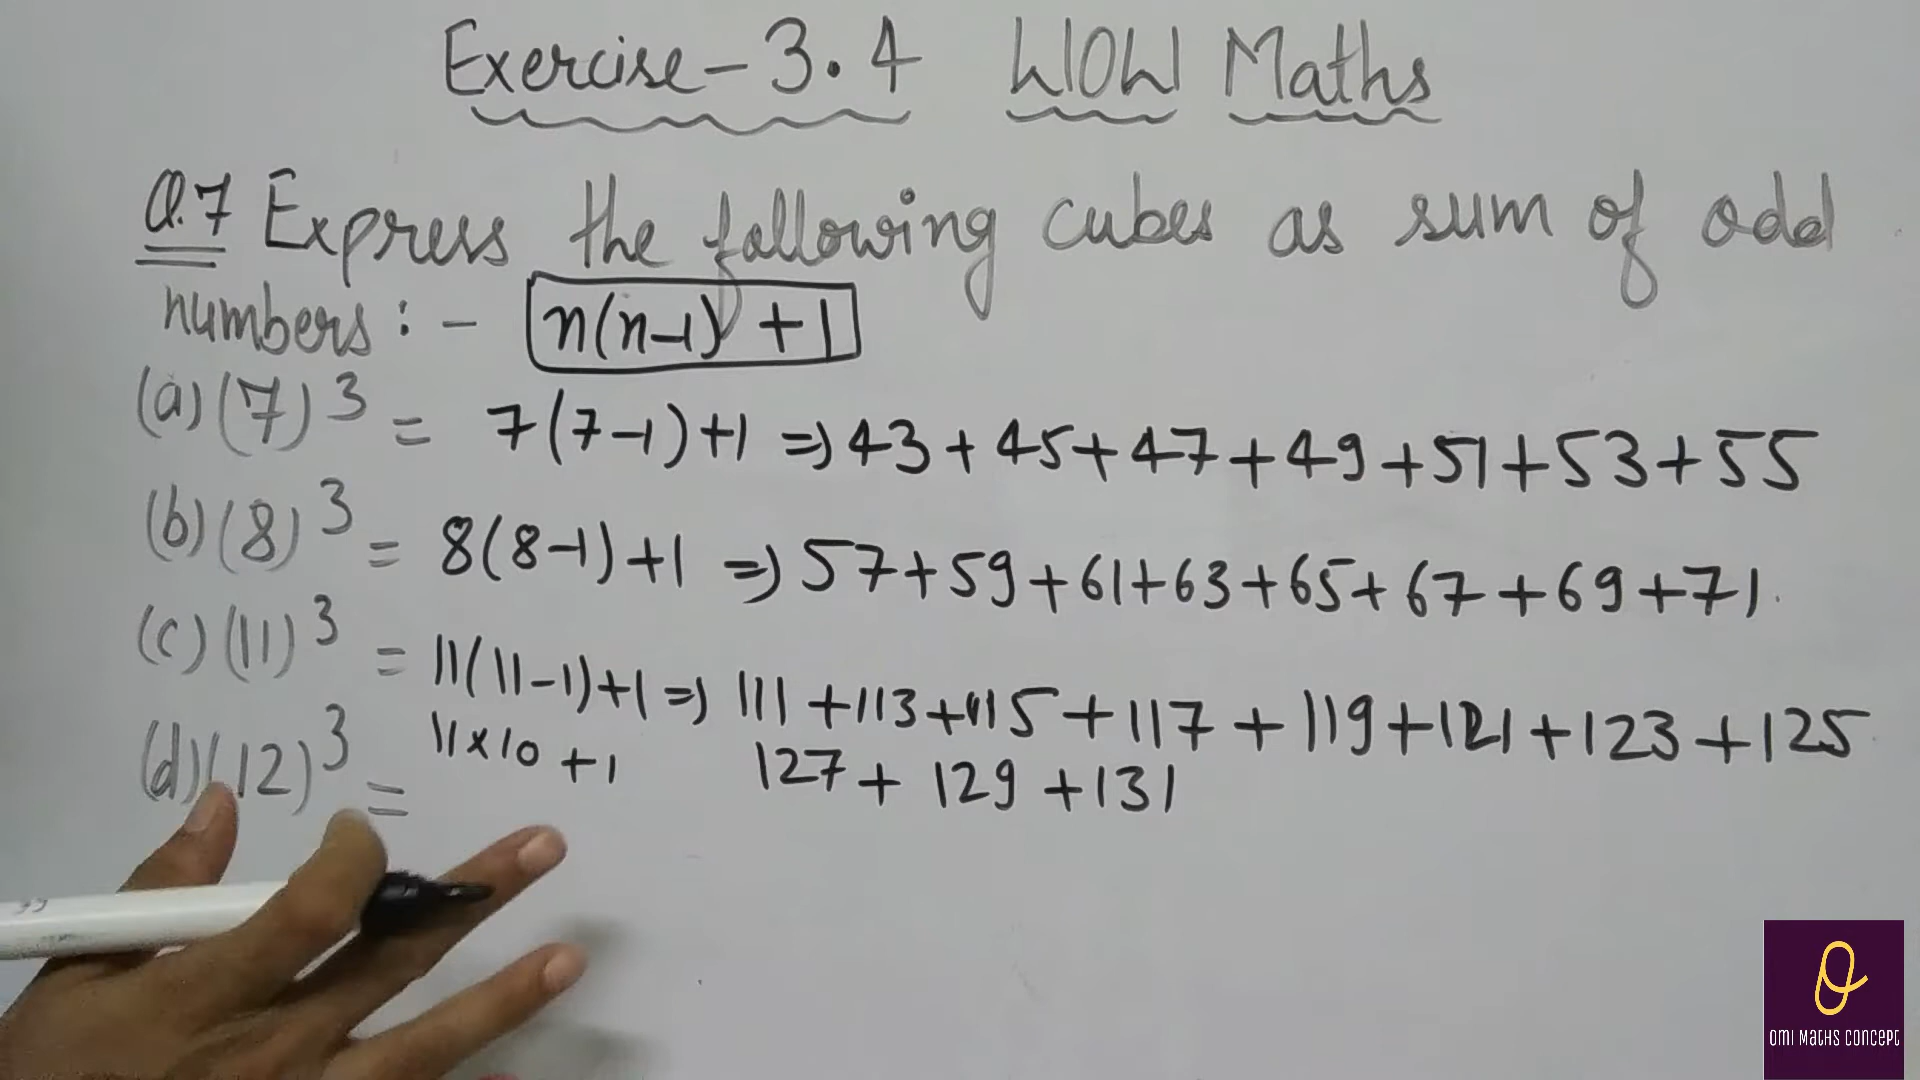 Exercise-3.4 WOW Maths
Q.7 Express the following cubes as sum of odd
numbers:- n(n-1)+1
(a) (7)³ = 7(7-1)+1 ⇒ 43+45+47+49+51+53+55
(b) (8)³ = 8(8-1)+1 ⇒ 57+59+61+63+65+67+69+71.
(c) (11)³ = 11(11-1)+1 ⇒ 111+113+115+117+119+121+123+125
11×10+1 127+129+131
(d) (12)³ =
OMI MATHS CONCEPT